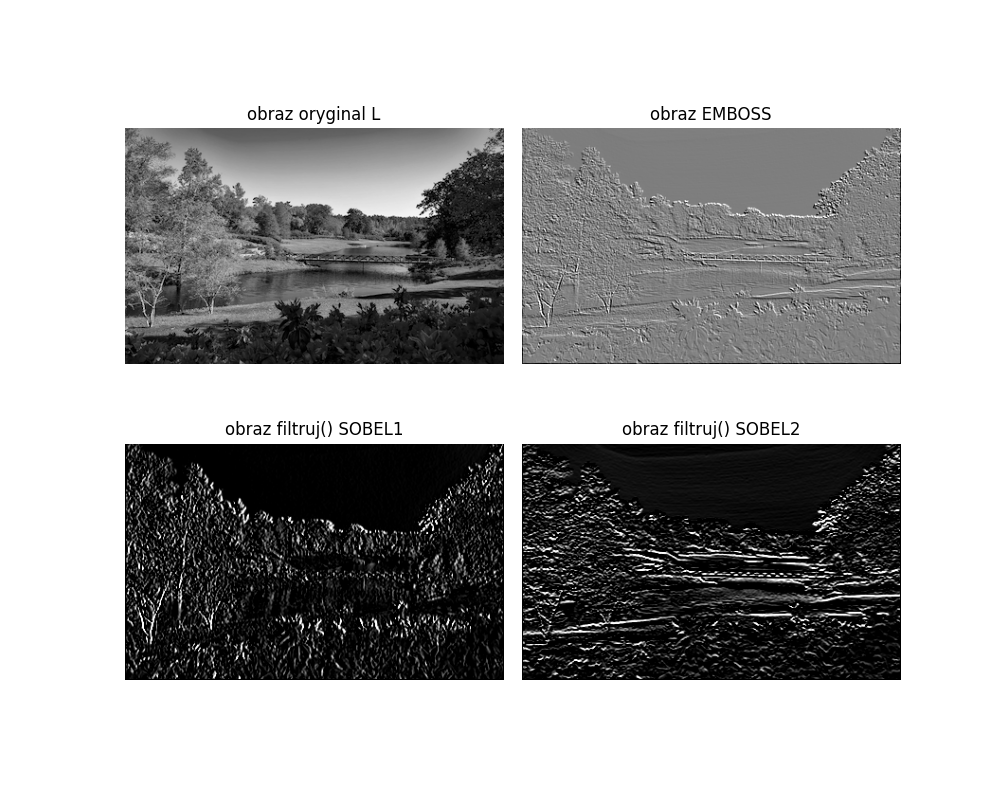 obraz oryginal L
obraz EMBOSS
obraz filtruj() SOBEL1
obraz filtruj() SOBEL2